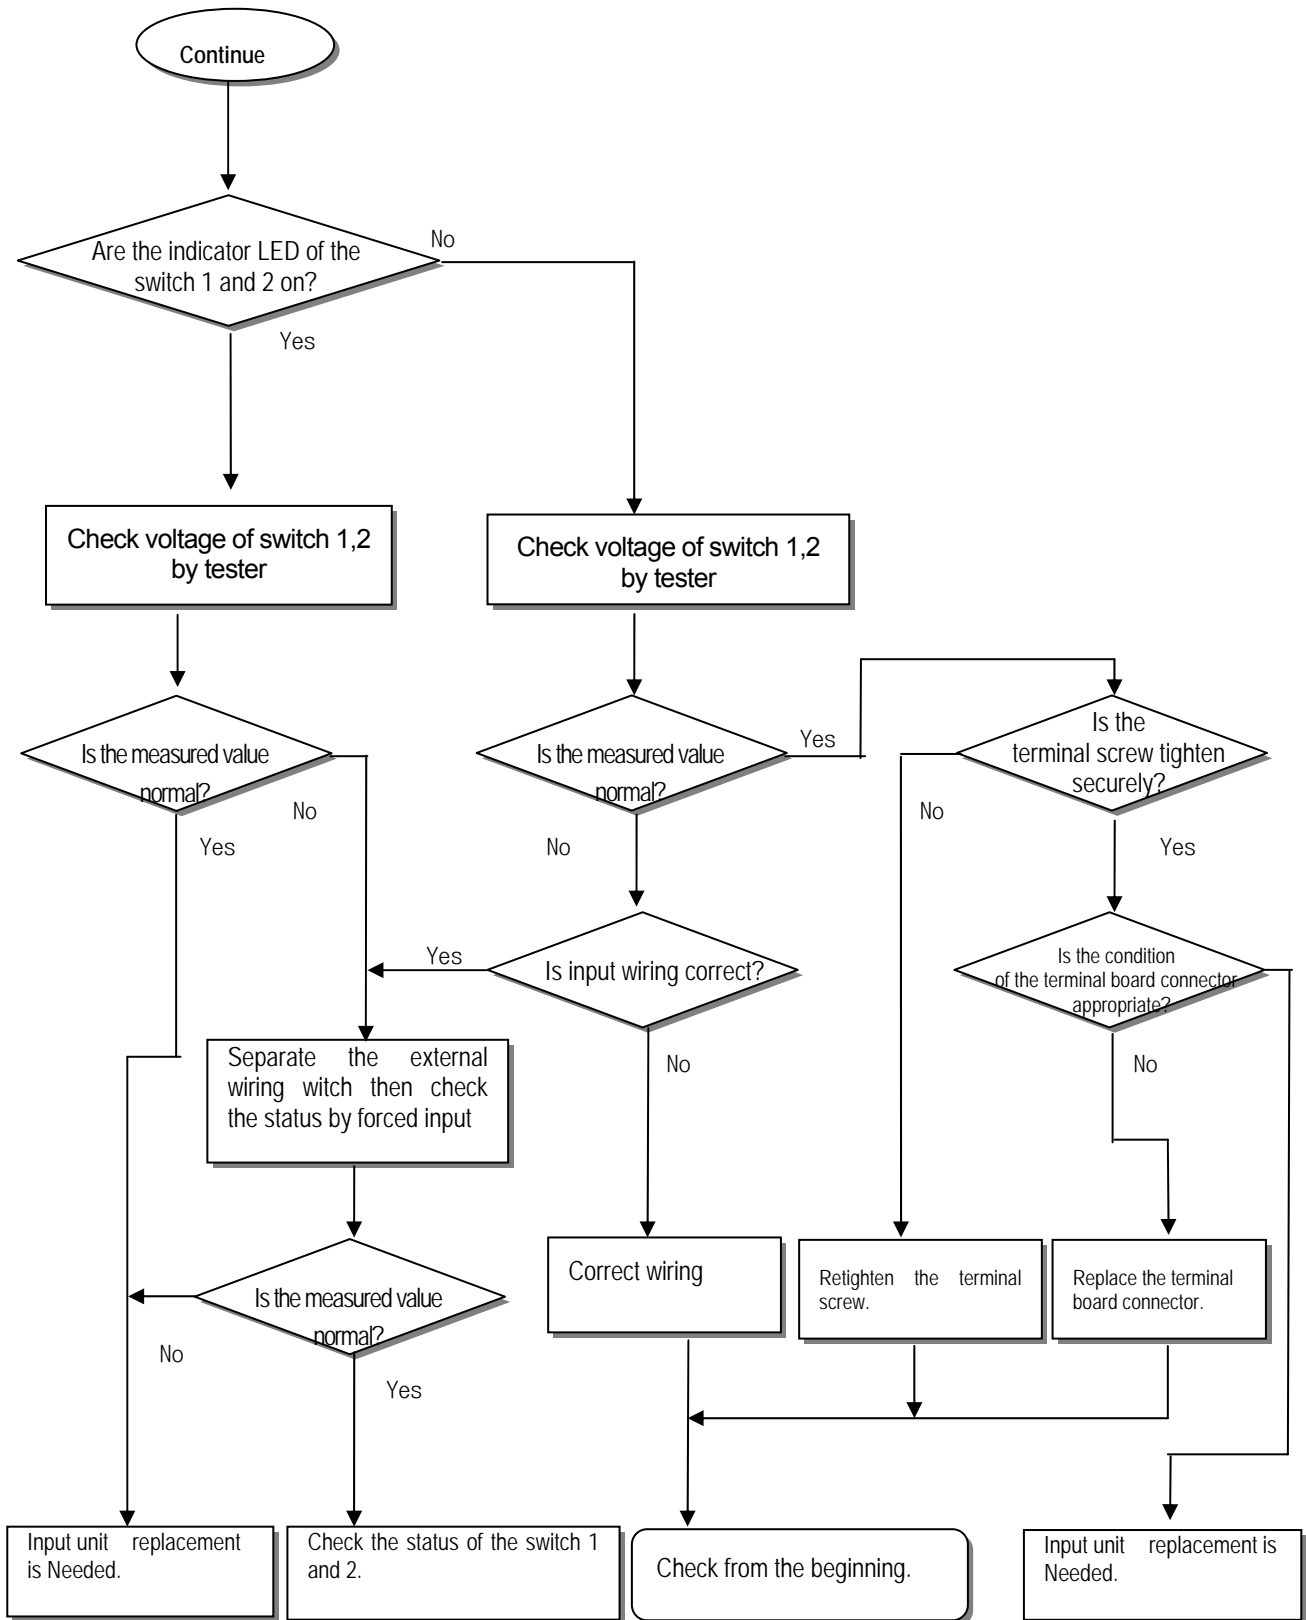 Continue
Are the indicator LED of the
switch 1 and 2 on?
No
Yes
Check voltage of switch 1,2
by tester
Check voltage of switch 1,2
by tester
Is the measured value
normal?
No
Yes
Is the measured value
normal?
Yes
No
Is the
terminal screw tighten
securely?
No
Yes
Yes
Is input wiring correct?
No
Is the condition
of the terminal board connector
appropriate?
No
Separate the external
wiring witch then check
the status by forced input
Is the measured value
normal?
No
Yes
Correct wiring
Retighten the terminal
screw.
Replace the terminal
board connector.
Input unit replacement
is Needed.
Check the status of the switch 1
and 2.
Check from the beginning.
Input unit replacement is
Needed.